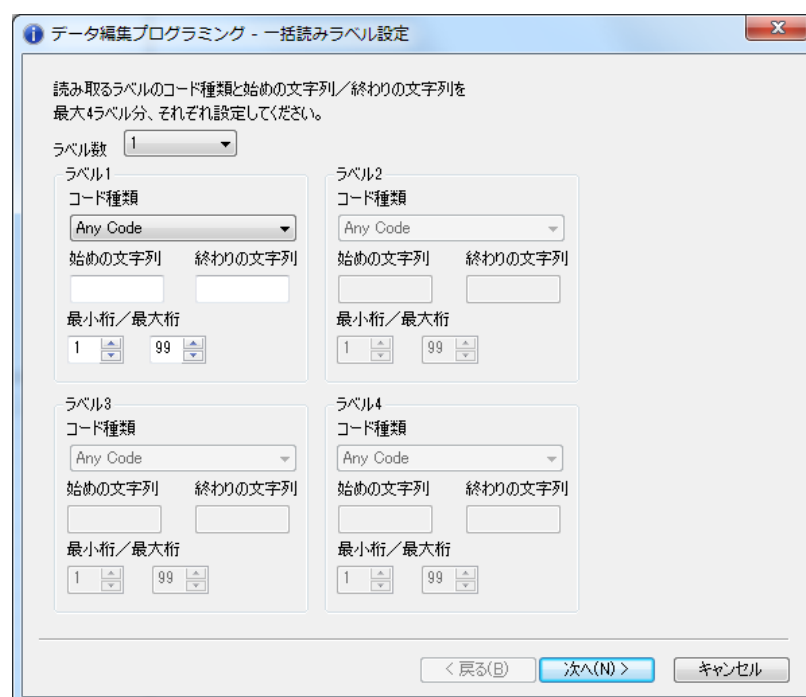 データ編集プログラミング - 一括読みラベル設定
読み取るラベルのコード種類と始めの文字列／終わりの文字列を
最大4ラベル分、それぞれ設定してください。
ラベル数 1
ラベル1
コード種類
Any Code
始めの文字列 終わりの文字列
最小桁／最大桁
1 99
ラベル2
コード種類
Any Code
始めの文字列 終わりの文字列
最小桁／最大桁
1 99
ラベル3
コード種類
Any Code
始めの文字列 終わりの文字列
最小桁／最大桁
1 99
ラベル4
コード種類
Any Code
始めの文字列 終わりの文字列
最小桁／最大桁
1 99
< 戻る(B) 次へ(N) > キャンセル